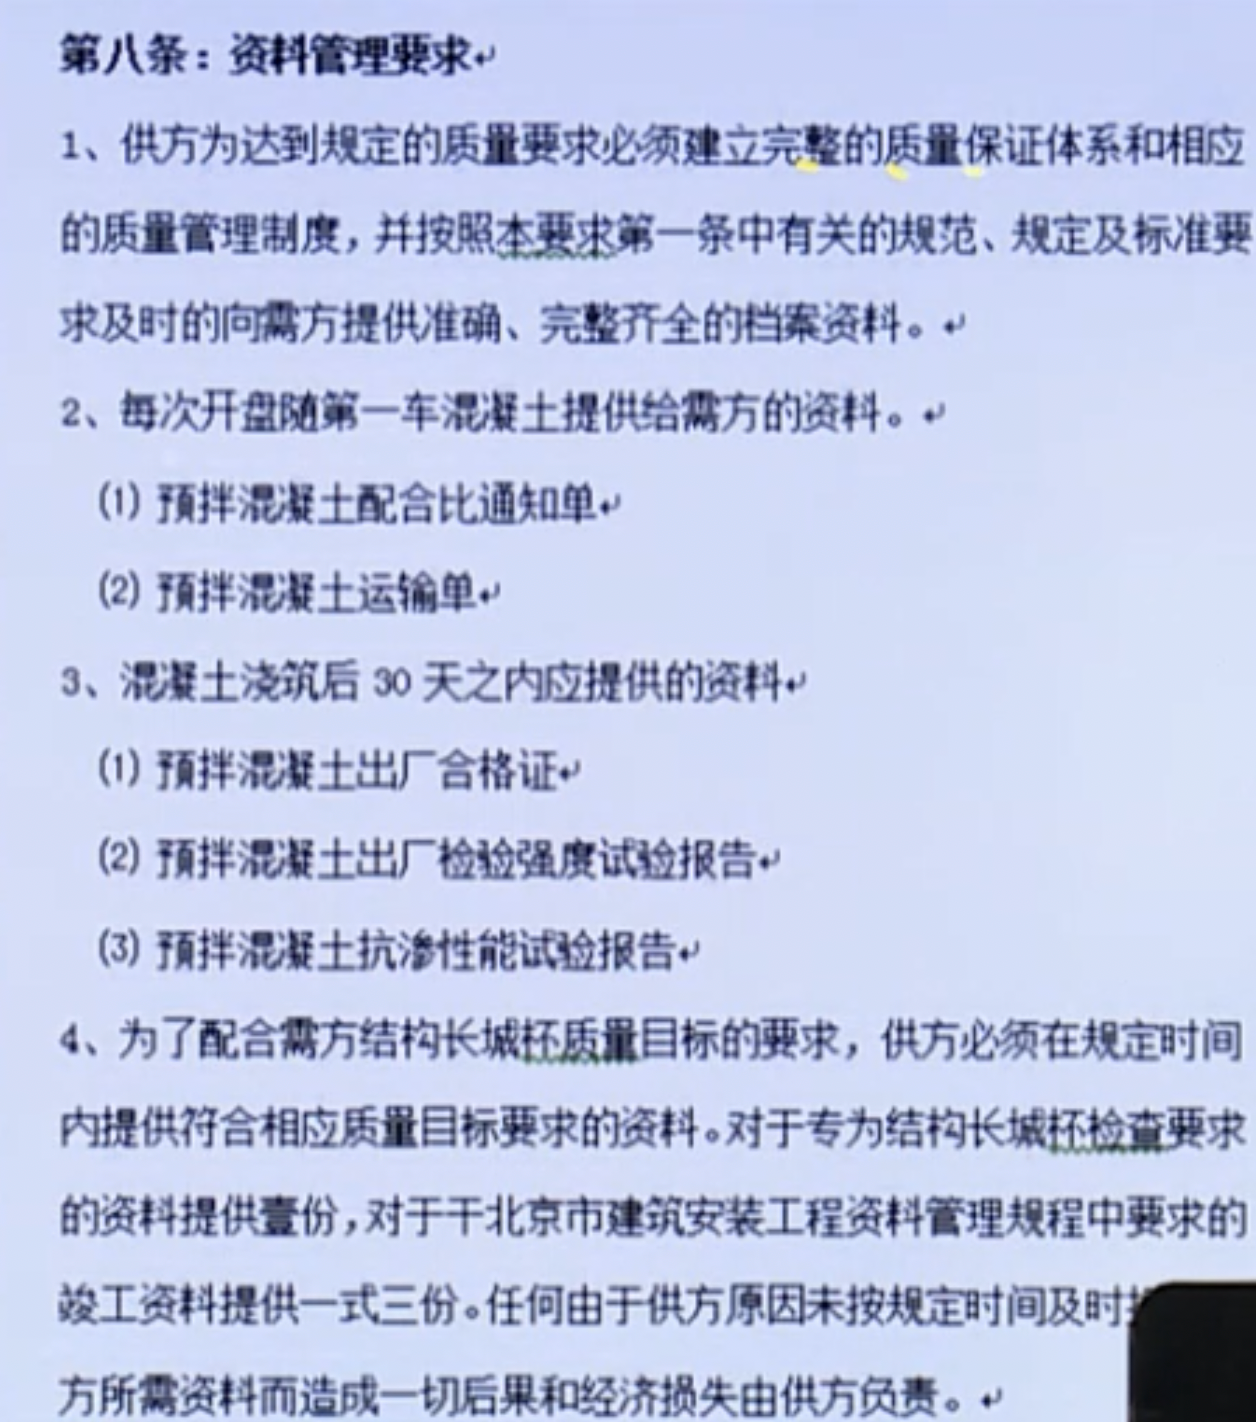 第八条：资料管理要求
1、供方为达到规定的质量要求必须建立完整的质量保证体系和相应
的质量管理制度，并按照本要求第一条中有关的规范、规定及标准要
求及时的向需方提供准确、完整齐全的档案资料。
2、每次开盘随第一车混凝土提供给需方的资料。
(1) 预拌混凝土配合比通知单
(2) 预拌混凝土运输单
3、混凝土浇筑后 30 天之内应提供的资料
(1) 预拌混凝土出厂合格证
(2) 预拌混凝土出厂检验强度试验报告
(3) 预拌混凝土抗渗性能试验报告
4、为了配合需方结构长城杯质量目标的要求，供方必须在规定时间
内提供符合相应质量目标要求的资料。对于专为结构长城杯检查要求
的资料提供壹份，对于干北京市建筑安装工程资料管理规程中要求的
竣工资料提供一式三份。任何由于供方原因未按规定时间及时
方所需资料而造成一切后果和经济损失由供方负责。